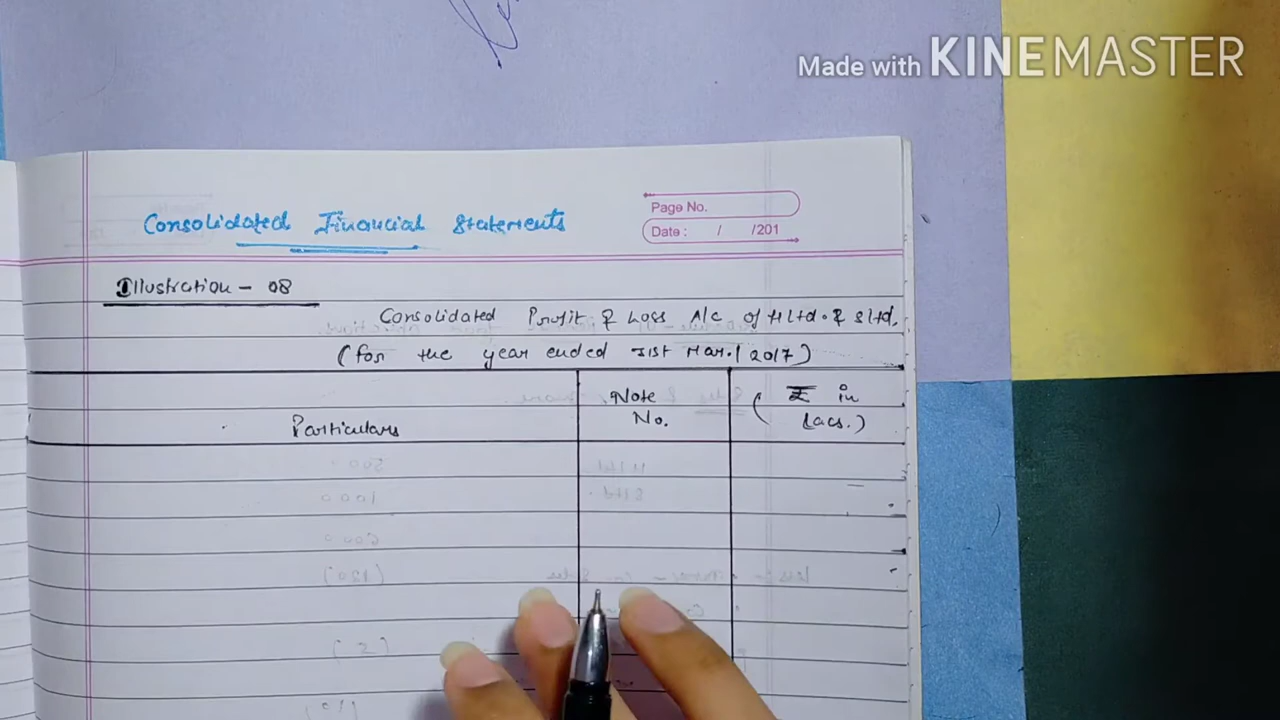 Made with KINEMASTER
Page No.
Consolidated Financial Statements
Date : / /201
Illustration - 08
Consolidated Profit & Loss A/c of H Ltd. & S Ltd.
(for the year ended 31st Mar. 2017)
Particulars
Note No.
(₹ in lacs.)